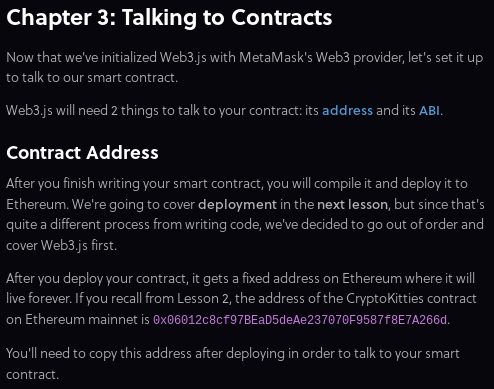 Chapter 3: Talking to Contracts
Now that we've initialized Web3.js with MetaMask's Web3 provider, let's set it up
to talk to our smart contract.
Web3.js will need 2 things to talk to your contract: its address and its ABI.
Contract Address
After you finish writing your smart contract, you will compile it and deploy it to
Ethereum. We're going to cover deployment in the next lesson, but since that's
quite a different process from writing code, we've decided to go out of order and
cover Web3.js first.
After you deploy your contract, it gets a fixed address on Ethereum where it will
live forever. If you recall from Lesson 2, the address of the CryptoKitties contract
on Ethereum mainnet is 0x06012c8cf97BEaD5deAe237070F9587f8E7A266d.
You'll need to copy this address after deploying in order to talk to your smart
contract.